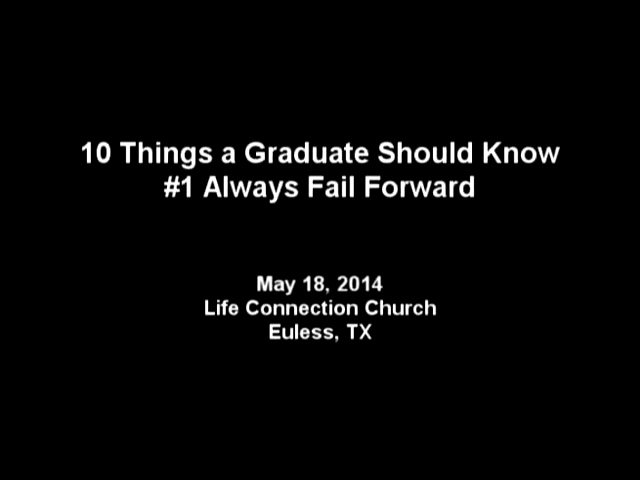 10 Things a Graduate Should Know
#1 Always Fail Forward
May 18, 2014
Life Connection Church
Euless, TX